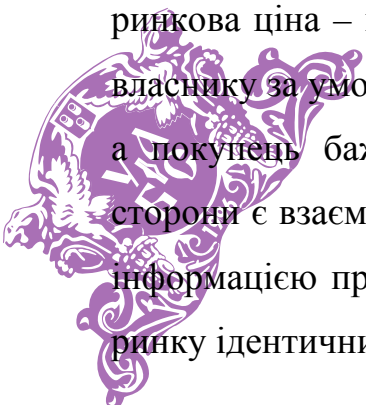 ринкова ціна –
власнику за умо
а покупець баж
сторони є взаєм
інформацією пр
ринку ідентични